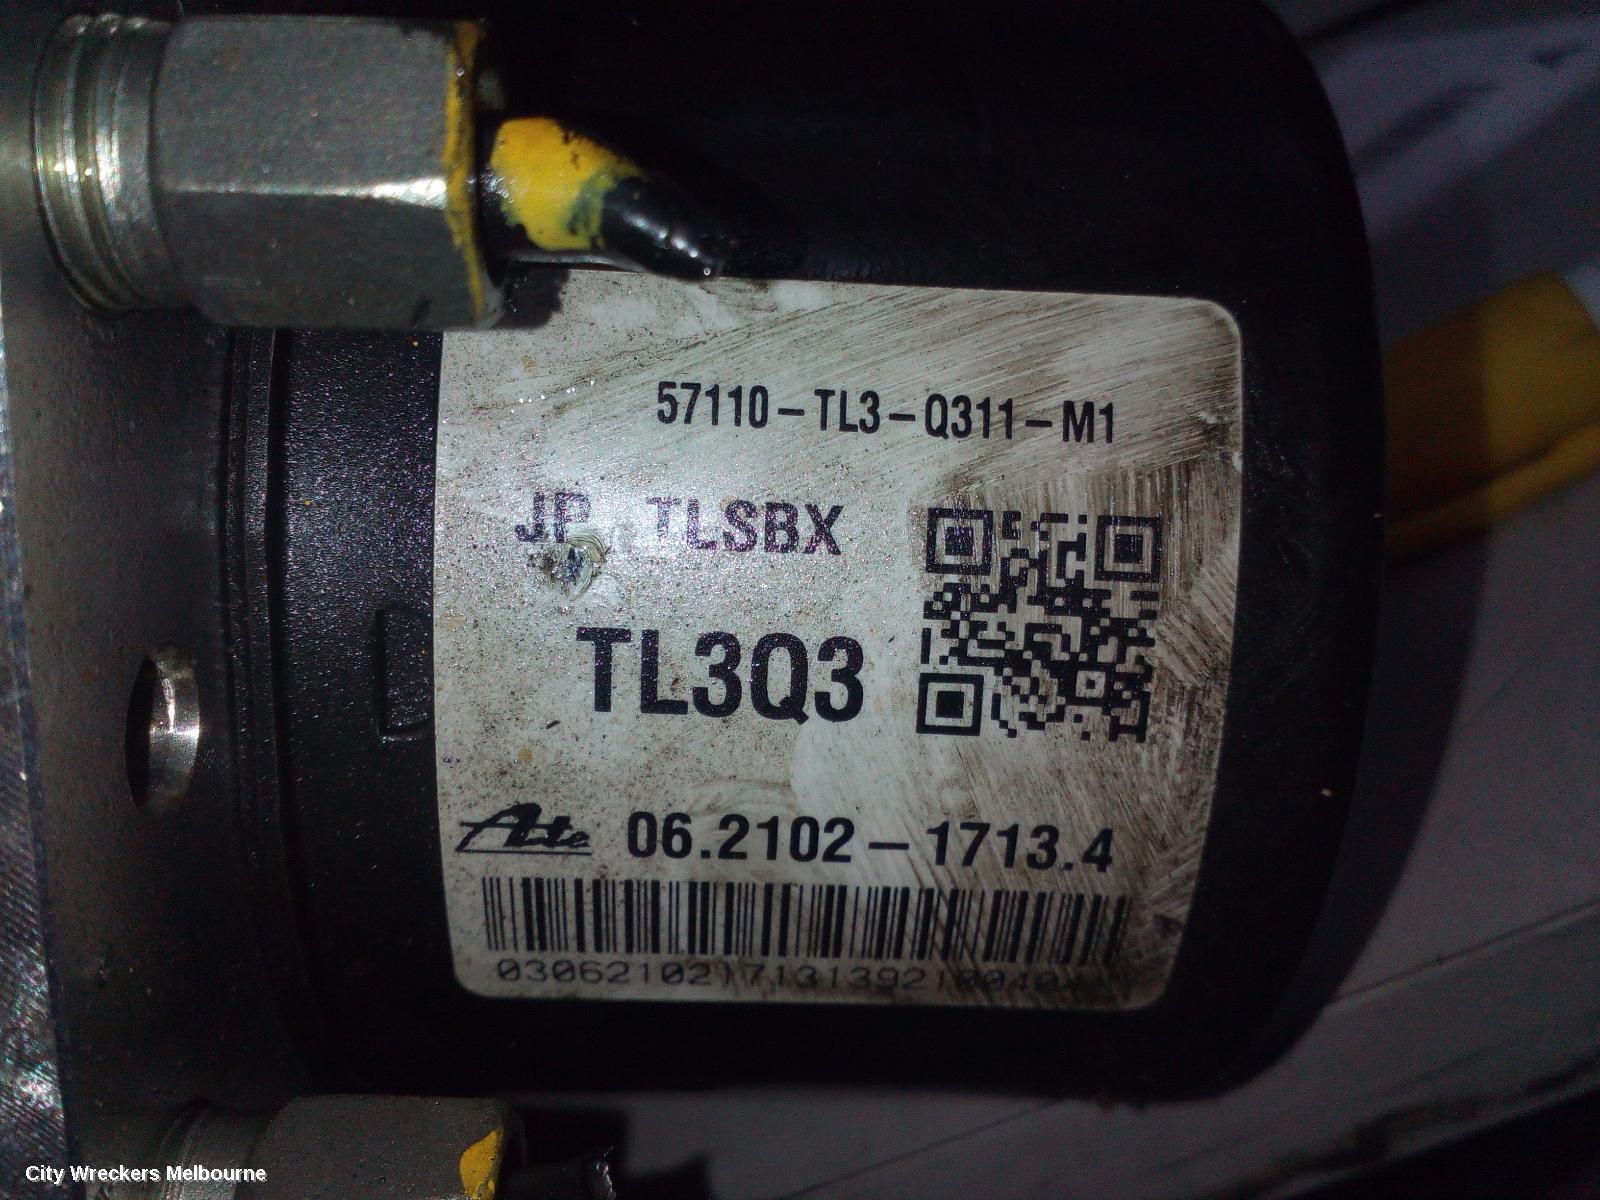 57110-TL3-Q311-M1
JP TLSBX
TL3Q3
Ate 06.2102-1713.4
City Wreckers Melbourne